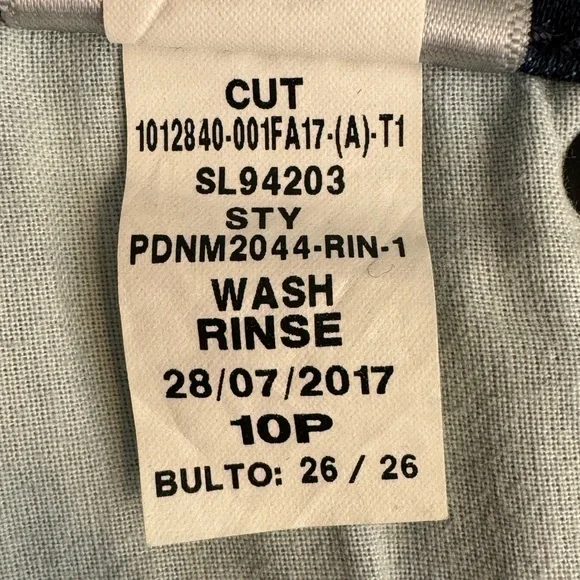 CUT
1012840-001FA17-(A)-T1
SL94203
STY
PDNM2044-RIN-1
WASH
RINSE
28/07/2017
10P
BULTO: 26 / 26